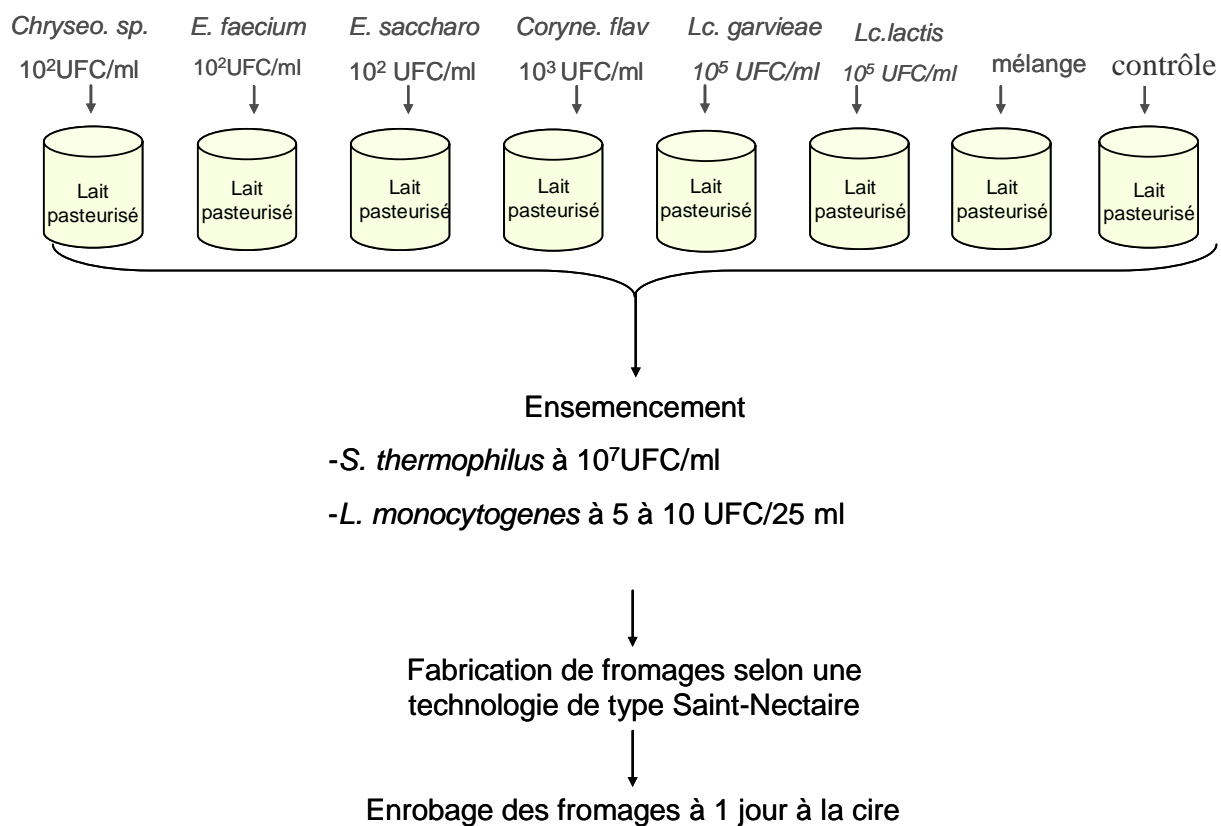 Chryseo. sp. E. faecium E. saccharo Coryne. flav Lc. garvieae Lc.lactis mélange contrôle
10²UFC/ml 10²UFC/ml 10² UFC/ml 10³ UFC/ml 10⁵ UFC/ml 10⁵ UFC/ml
Lait Lait Lait Lait Lait Lait Lait Lait
pasteurisé pasteurisé pasteurisé pasteurisé pasteurisé pasteurisé pasteurisé pasteurisé
Ensemencement
-S. thermophilus à 10⁷UFC/ml
-L. monocytogenes à 5 à 10 UFC/25 ml
Fabrication de fromages selon une
technologie de type Saint-Nectaire
Enrobage des fromages à 1 jour à la cire